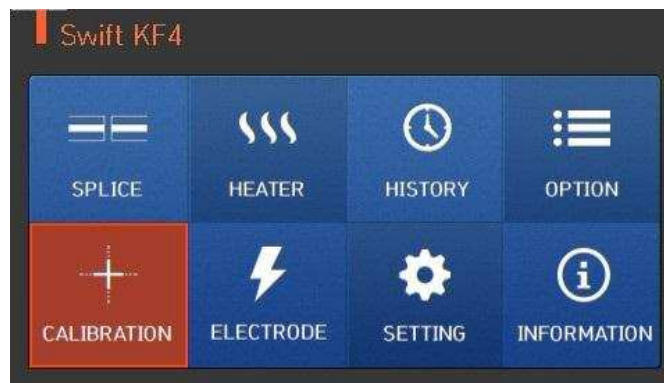 Swift KF4
SPLICE HEATER HISTORY OPTION
CALIBRATION ELECTRODE SETTING INFORMATION